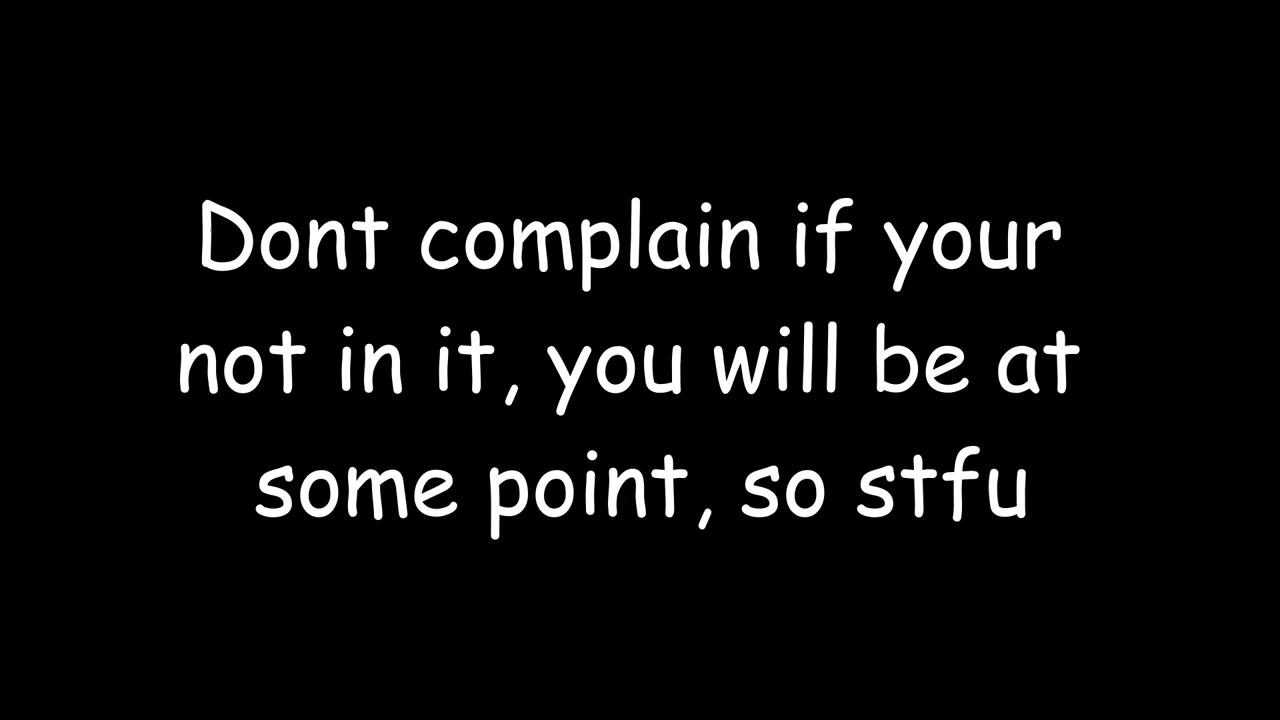 Dont complain if your
not in it, you will be at
some point, so stfu